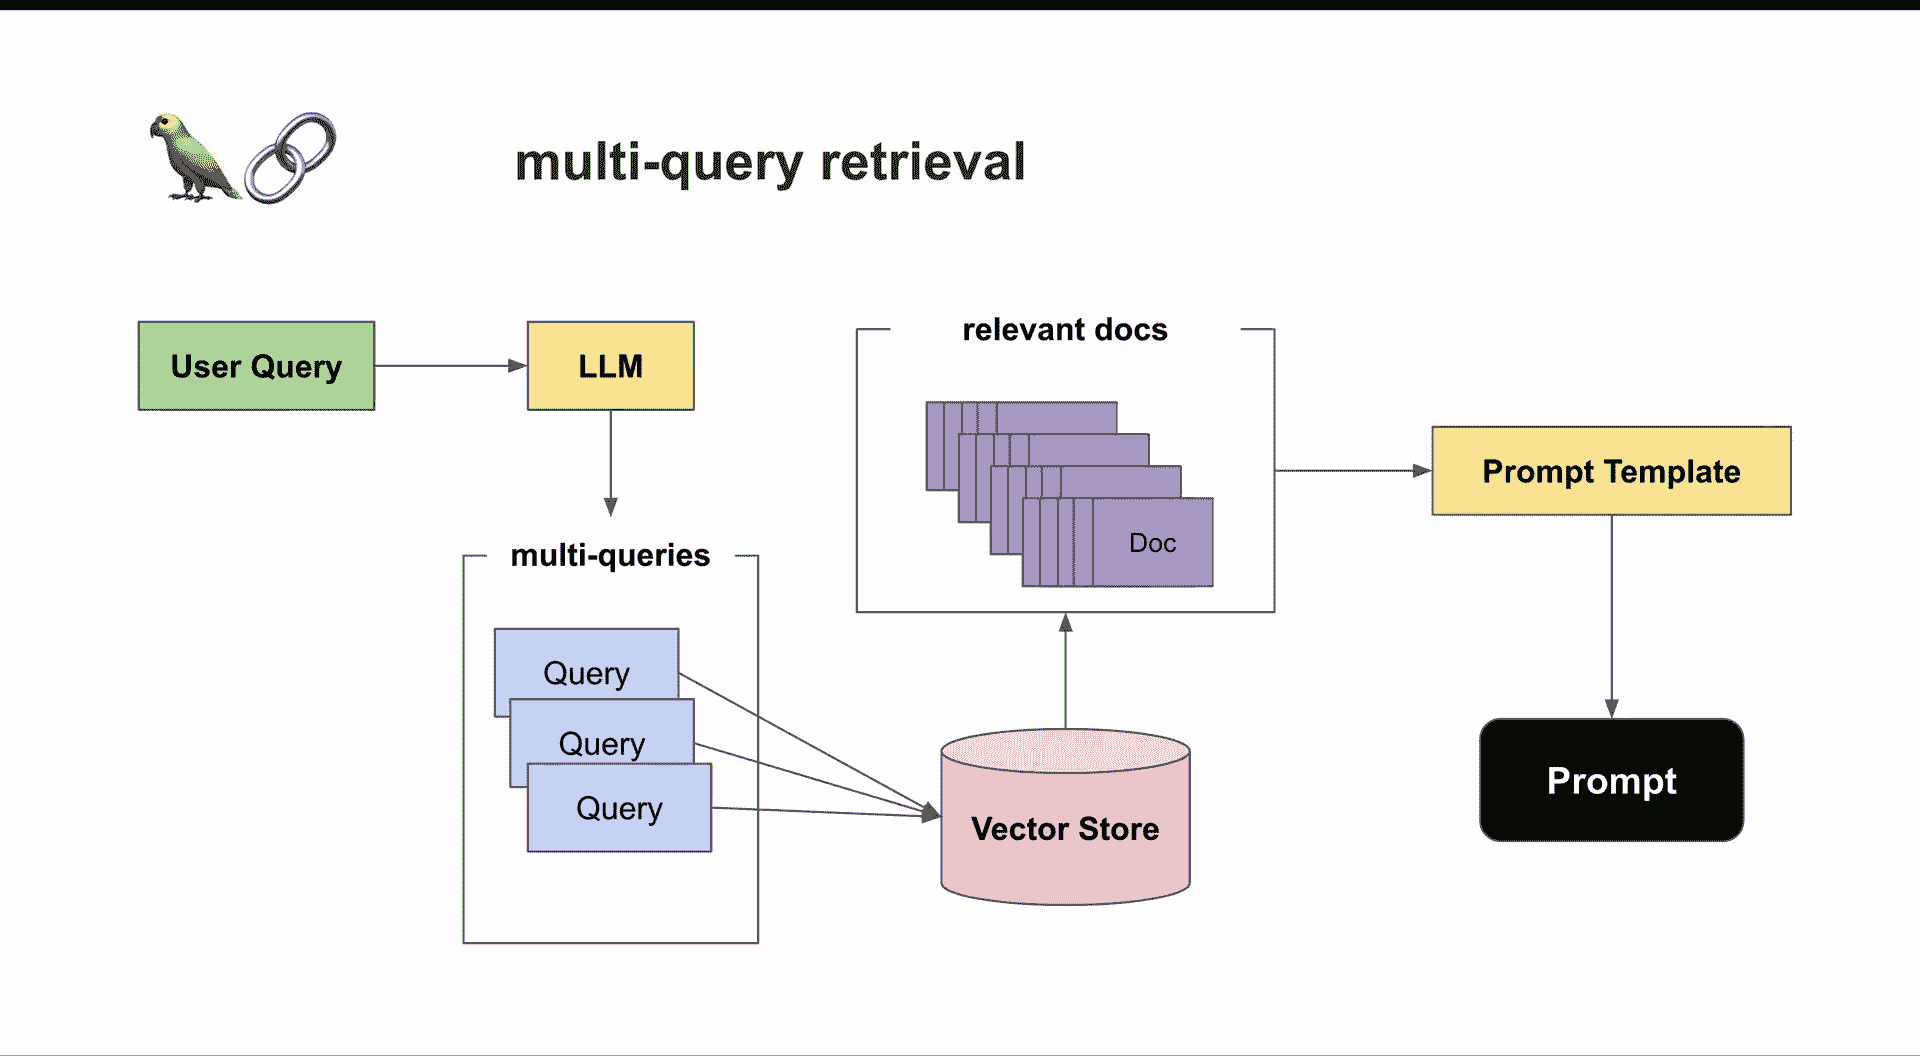 multi-query retrieval
User Query
LLM
relevant docs
Doc
Prompt Template
multi-queries
Query
Query
Query
Vector Store
Prompt